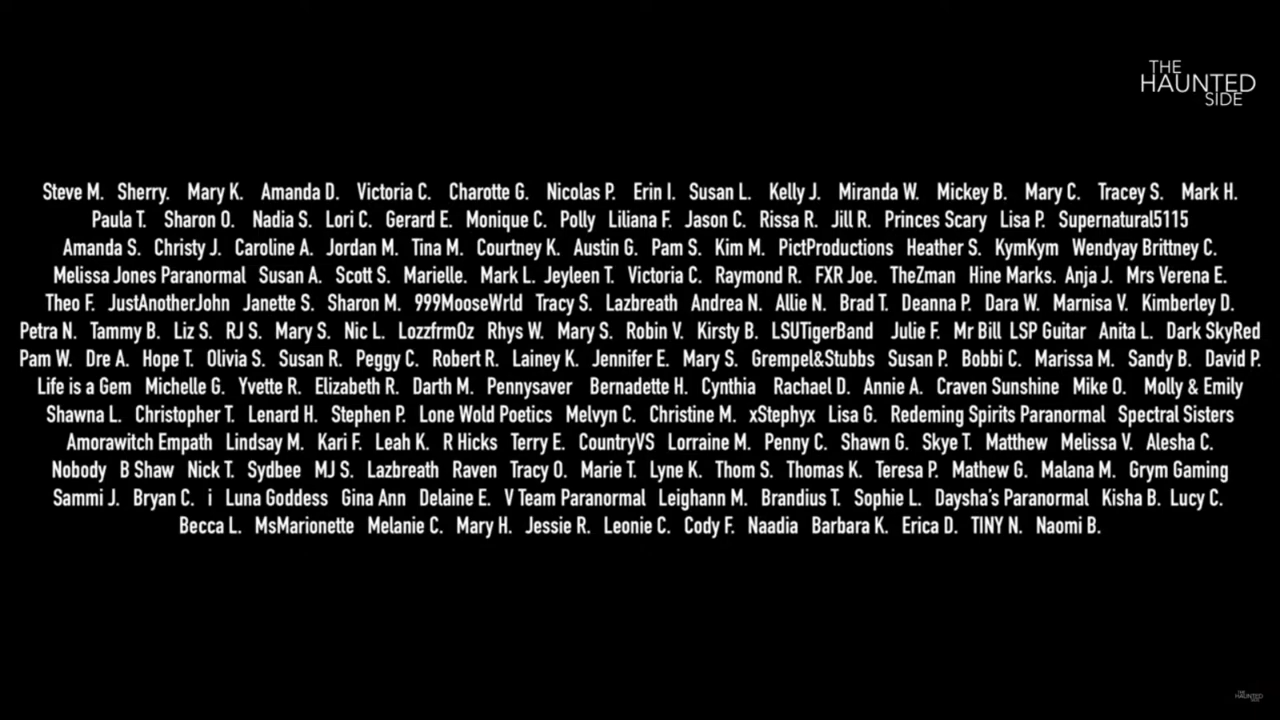 THE
HAUNTED
SIDE
Steve M. Sherry. Mary K. Amanda D. Victoria C. Charotte G. Nicolas P. Erin I. Susan L. Kelly J. Miranda W. Mickey B. Mary C. Tracey S. Mark H.
Paula T. Sharon O. Nadia S. Lori C. Gerard E. Monique C. Polly Liliana F. Jason C. Rissa R. Jill R. Princes Scary Lisa P. Supernatural5115
Amanda S. Christy J. Caroline A. Jordan M. Tina M. Courtney K. Austin G. Pam S. Kim M. PictProductions Heather S. KymKym Wendyay Brittney C.
Melissa Jones Paranormal Susan A. Scott S. Marielle. Mark L. Jeyleen T. Victoria C. Raymond R. FXR Joe. TheZman Hine Marks. Anja J. Mrs Verena E.
Theo F. JustAnotherJohn Janette S. Sharon M. 999MooseWrld Tracy S. Lazbreath Andrea N. Allie N. Brad T. Deanna P. Dara W. Marnisa V. Kimberley D.
Petra N. Tammy B. Liz S. RJ S. Mary S. Nic L. LozzfrmOz Rhys W. Mary S. Robin V. Kirsty B. LSUTigerBand Julie F. Mr Bill LSP Guitar Anita L. Dark SkyRed
Pam W. Dre A. Hope T. Olivia S. Susan R. Peggy C. Robert R. Lainey K. Jennifer E. Mary S. Grempel&Stubbs Susan P. Bobbi C. Marissa M. Sandy B. David P.
Life is a Gem Michelle G. Yvette R. Elizabeth R. Darth M. Pennysaver Bernadette H. Cynthia Rachael D. Annie A. Craven Sunshine Mike O. Molly & Emily
Shawna L. Christopher T. Lenard H. Stephen P. Lone Wold Poetics Melvyn C. Christine M. xStephyx Lisa G. Redeming Spirits Paranormal Spectral Sisters
Amorawitch Empath Lindsay M. Kari F. Leah K. R Hicks Terry E. CountryVS Lorraine M. Penny C. Shawn G. Skye T. Matthew Melissa V. Alesha C.
Nobody B Shaw Nick T. Sydbee MJ S. Lazbreath Raven Tracy O. Marie T. Lyne K. Thom S. Thomas K. Teresa P. Mathew G. Malana M. Grym Gaming
Sammi J. Bryan C. i Luna Goddess Gina Ann Delaine E. V Team Paranormal Leighann M. Brandius T. Sophie L. Daysha's Paranormal Kisha B. Lucy C.
Becca L. MsMarionette Melanie C. Mary H. Jessie R. Leonie C. Cody F. Naadia Barbara K. Erica D. TINY N. Naomi B.
THE
HAUNTED
SIDE